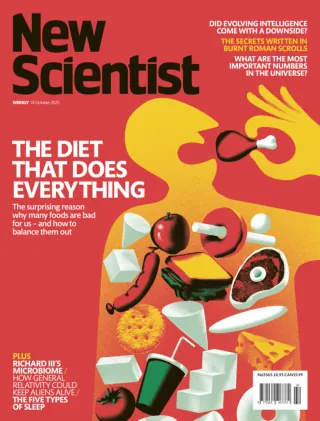 New
Scientist
WEEKLY
DID EVOLVING INTELLIGENCE
COME WITH A DOWNSIDE?
THE SECRETS WRITTEN IN
BURNT ROMAN SCROLLS
WHAT ARE THE MOST
IMPORTANT NUMBERS
IN THE UNIVERSE?
THE DIET
THAT DOES
EVERYTHING
The surprising reason
why many foods are bad
for us – and how to
balance them out
PLUS
RICHARD III'S
MICROBIOME /
HOW GENERAL
RELATIVITY COULD
KEEP ALIENS ALIVE /
THE FIVE TYPES
OF SLEEP